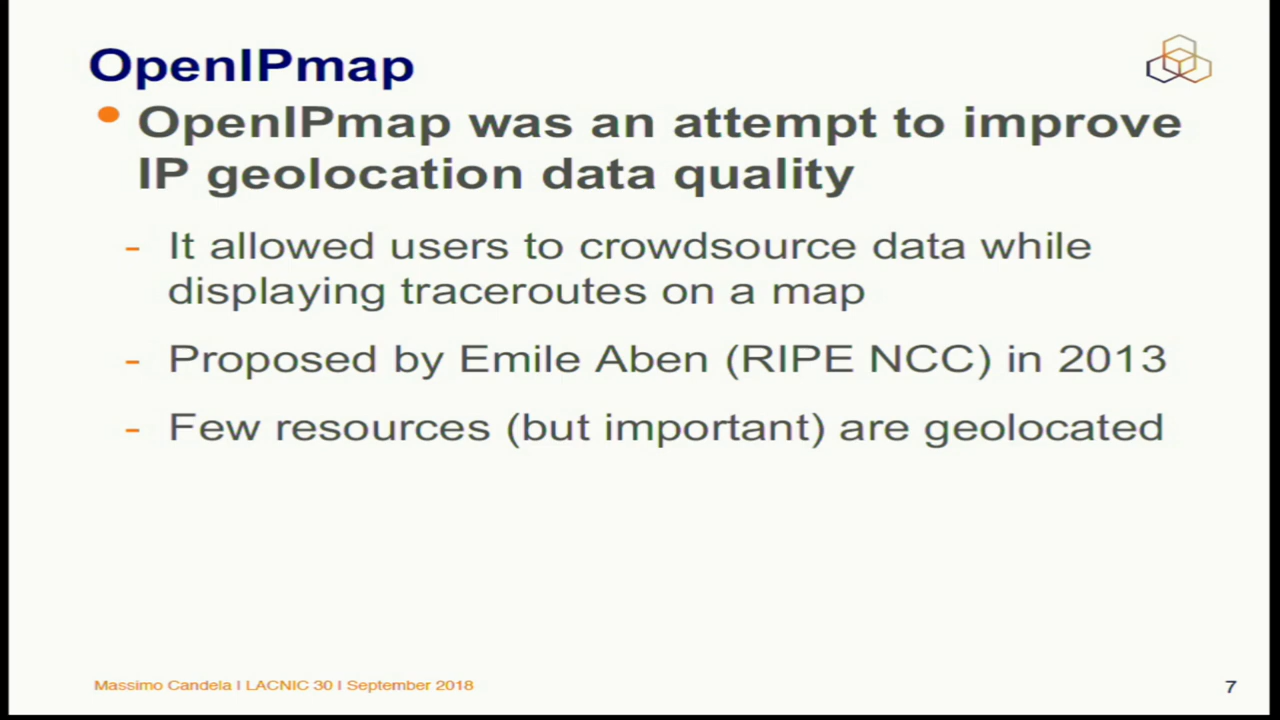 OpenIPmap
• OpenIPmap was an attempt to improve
IP geolocation data quality
- It allowed users to crowdsource data while
displaying traceroutes on a map
- Proposed by Emile Aben (RIPE NCC) in 2013
- Few resources (but important) are geolocated
Massimo Candela I LACNIC 30 I September 2018
7